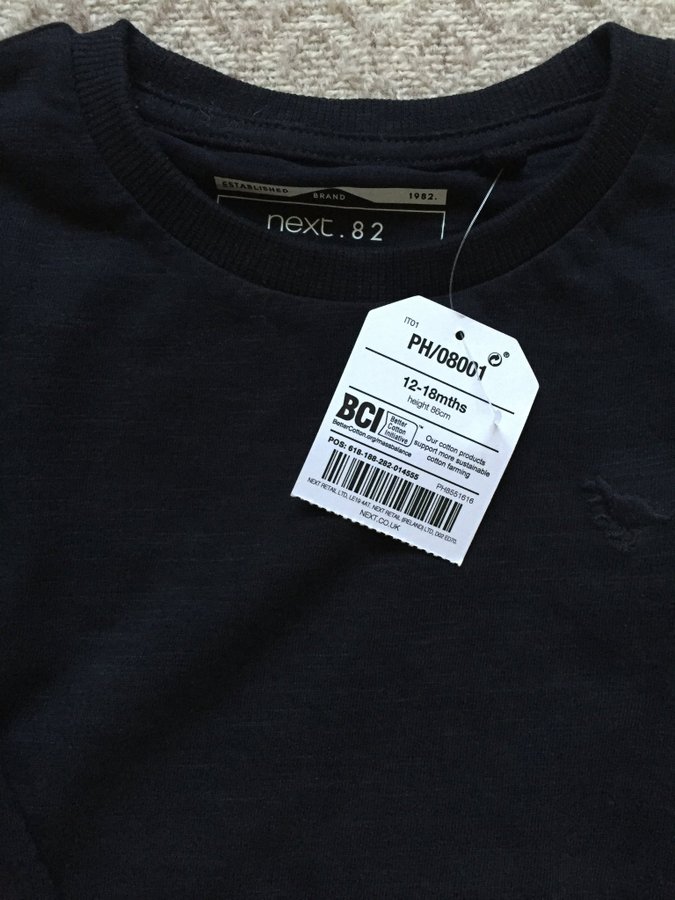 ESTABLISHED BRAND 1982.
next.82
IT01
PH/08001
®
12-18mths
height 86cm
BCI Better Cotton Initiative ™
BetterCotton.org/massbalance
Our cotton products
support more sustainable
cotton farming
POS: 618-188-282-014555
PH8551616
NEXT RETAIL LTD, LE19 4AT. NEXT RETAIL (IRELAND) LTD, D02 ED70.
NEXT.CO.UK